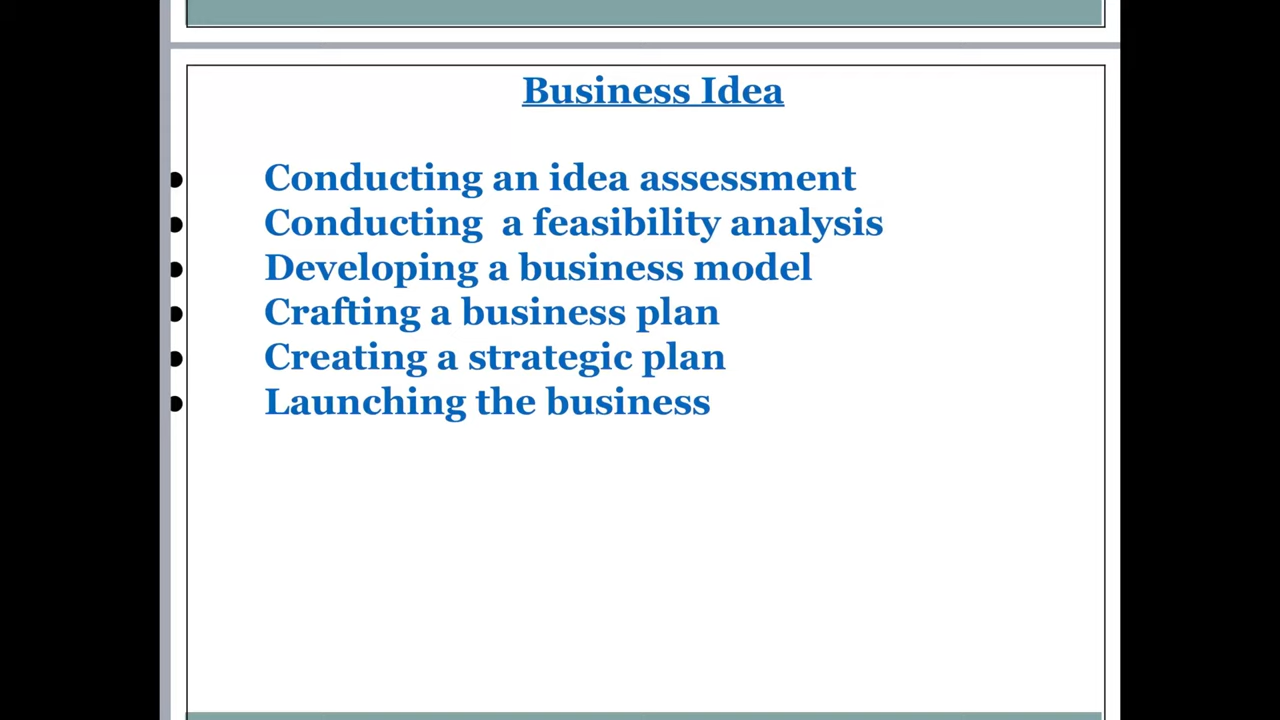 Business Idea
• Conducting an idea assessment
• Conducting  a feasibility analysis
• Developing a business model
• Crafting a business plan
• Creating a strategic plan
• Launching the business